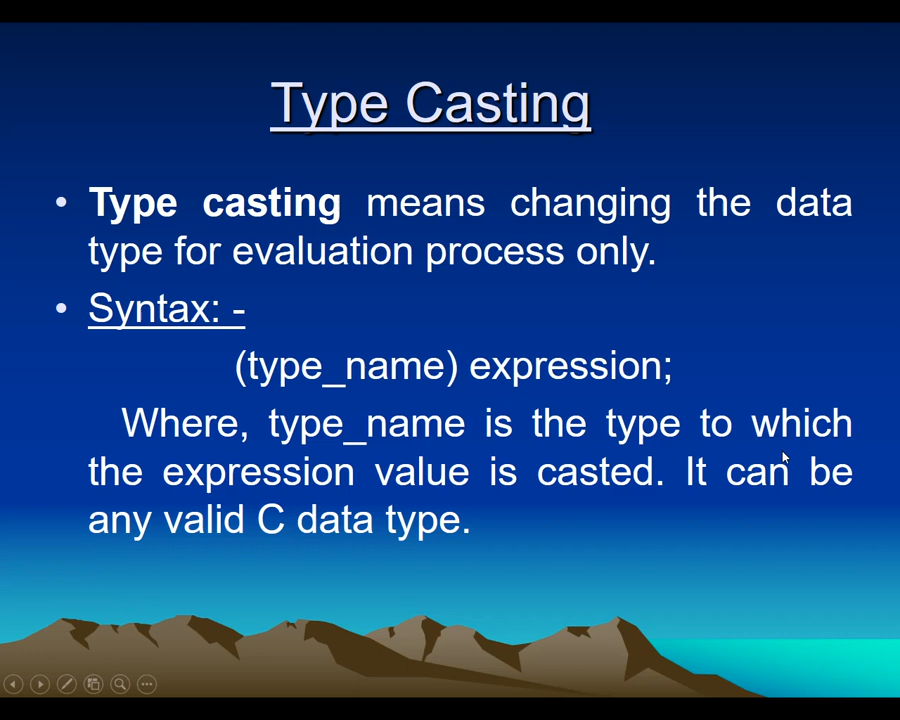 Type Casting
• Type casting means changing the data
type for evaluation process only.
• Syntax: -
(type_name) expression;
Where, type_name is the type to which
the expression value is casted. It can be
any valid C data type.